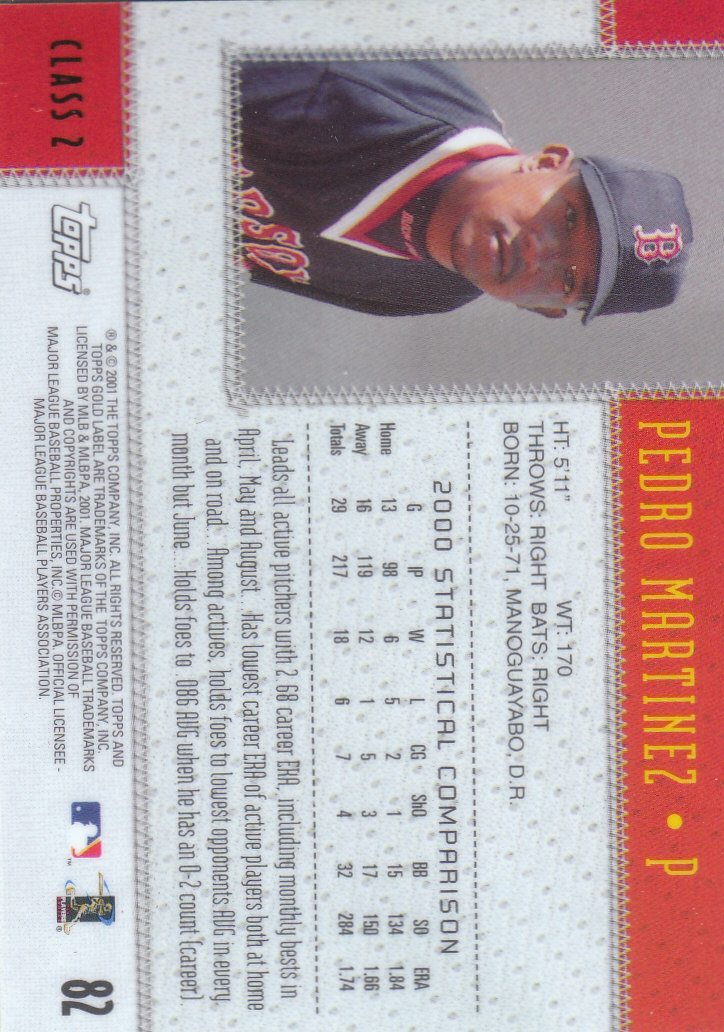 PEDRO MARTINEZ • P
B
RED SOX
HT: 5'11" WT: 170
THROWS: RIGHT BATS: RIGHT
BORN: 10-25-71, MANOGUAYABO, D.R.
2000 STATISTICAL COMPARISON
G IP W L CG ShO BB SO ERA
Home 13 98 6 5 2 1 15 134 1.84
Away 16 119 12 1 5 3 17 150 1.66
Totals 29 217 18 6 7 4 32 284 1.74
Leads all active pitchers with 2.68 career ERA, including monthly bests in
April, May and August...Has lowest career ERA of active players both at home
and on road...Among actives, holds foes to lowest opponents AVG in every
month but June...Holds foes to .086 AVG when he has an 0-2 count (career).
CLASS 2
Topps®
® & © 2001 THE TOPPS COMPANY, INC. ALL RIGHTS RESERVED. TOPPS AND
TOPPS GOLD LABEL ARE TRADEMARKS OF THE TOPPS COMPANY, INC.
LICENSED BY MLB & MLBPA, 2001. MAJOR LEAGUE BASEBALL TRADEMARKS
AND COPYRIGHTS ARE USED WITH PERMISSION OF
MAJOR LEAGUE BASEBALL PROPERTIES, INC.© MLBPA, OFFICIAL LICENSEE -
MAJOR LEAGUE BASEBALL PLAYERS ASSOCIATION.
TM
PLAYERS
®
82